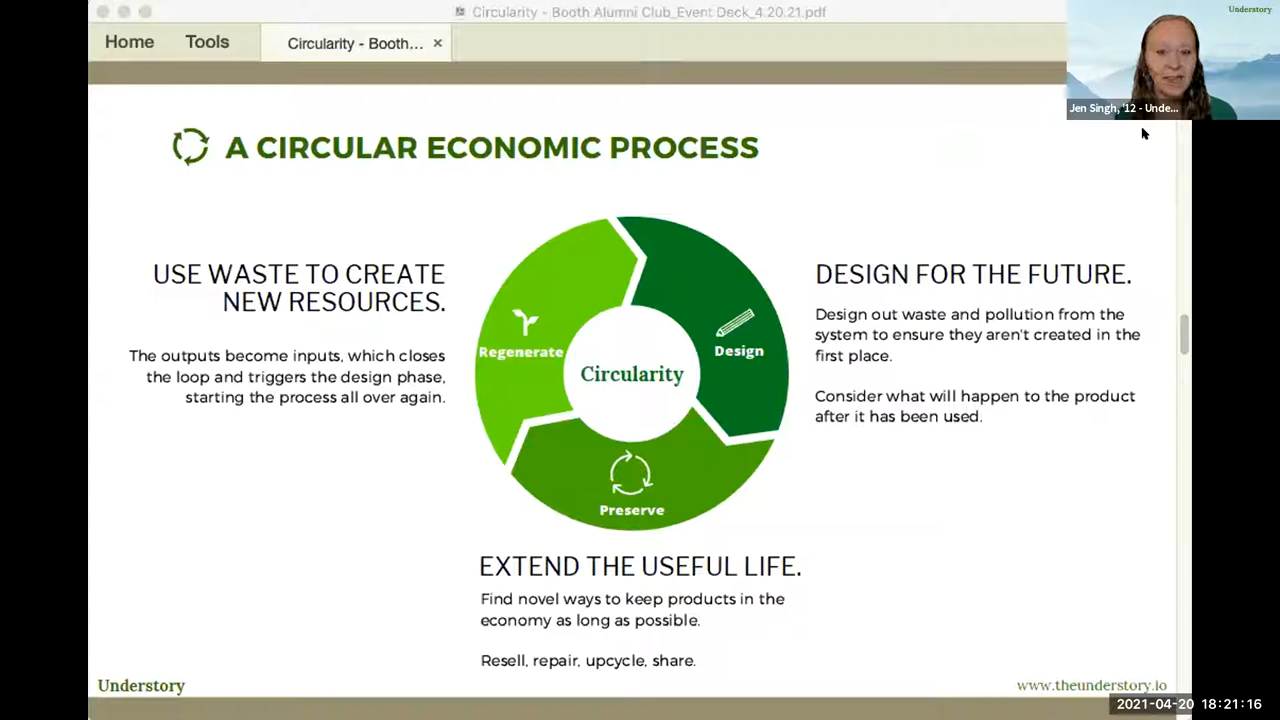 Circularity - Booth Alumni Club_Event Deck_4.20.21.pdf
Understory
Home
Tools
Circularity - Booth...
Jen Singh, '12 - Unde...
A CIRCULAR ECONOMIC PROCESS
USE WASTE TO CREATE
NEW RESOURCES.
The outputs become inputs, which closes
the loop and triggers the design phase,
starting the process all over again.
Regenerate
Design
Circularity
Preserve
DESIGN FOR THE FUTURE.
Design out waste and pollution from the
system to ensure they aren't created in the
first place.
Consider what will happen to the product
after it has been used.
EXTEND THE USEFUL LIFE.
Find novel ways to keep products in the
economy as long as possible.
Resell, repair, upcycle, share.
Understory
www.theunderstory.io
2021-04-20 18:21:16